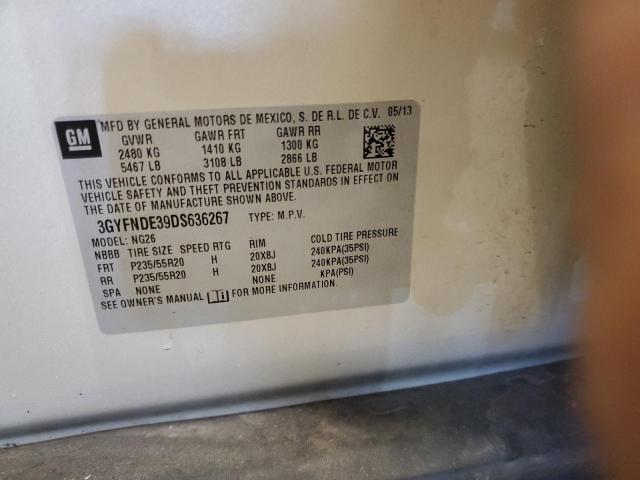 GM
MFD BY GENERAL MOTORS DE MEXICO, S. DE R.L. DE C.V. 05/13
GVWR GAWR FRT GAWR RR
2480 KG 1410 KG 1300 KG
5467 LB 3108 LB 2866 LB
THIS VEHICLE CONFORMS TO ALL APPLICABLE U.S. FEDERAL MOTOR
VEHICLE SAFETY AND THEFT PREVENTION STANDARDS IN EFFECT ON
THE DATE OF MANUFACTURE SHOWN ABOVE.
3GYFNDE39DS636267 TYPE: M.P.V.
MODEL: NG26
NBBB TIRE SIZE SPEED RTG RIM COLD TIRE PRESSURE
FRT P235/55R20 H 20X8J 240KPA(35PSI)
RR P235/55R20 H 20X8J 240KPA(35PSI)
SPA NONE NONE KPA(PSI)
SEE OWNER'S MANUAL FOR MORE INFORMATION.